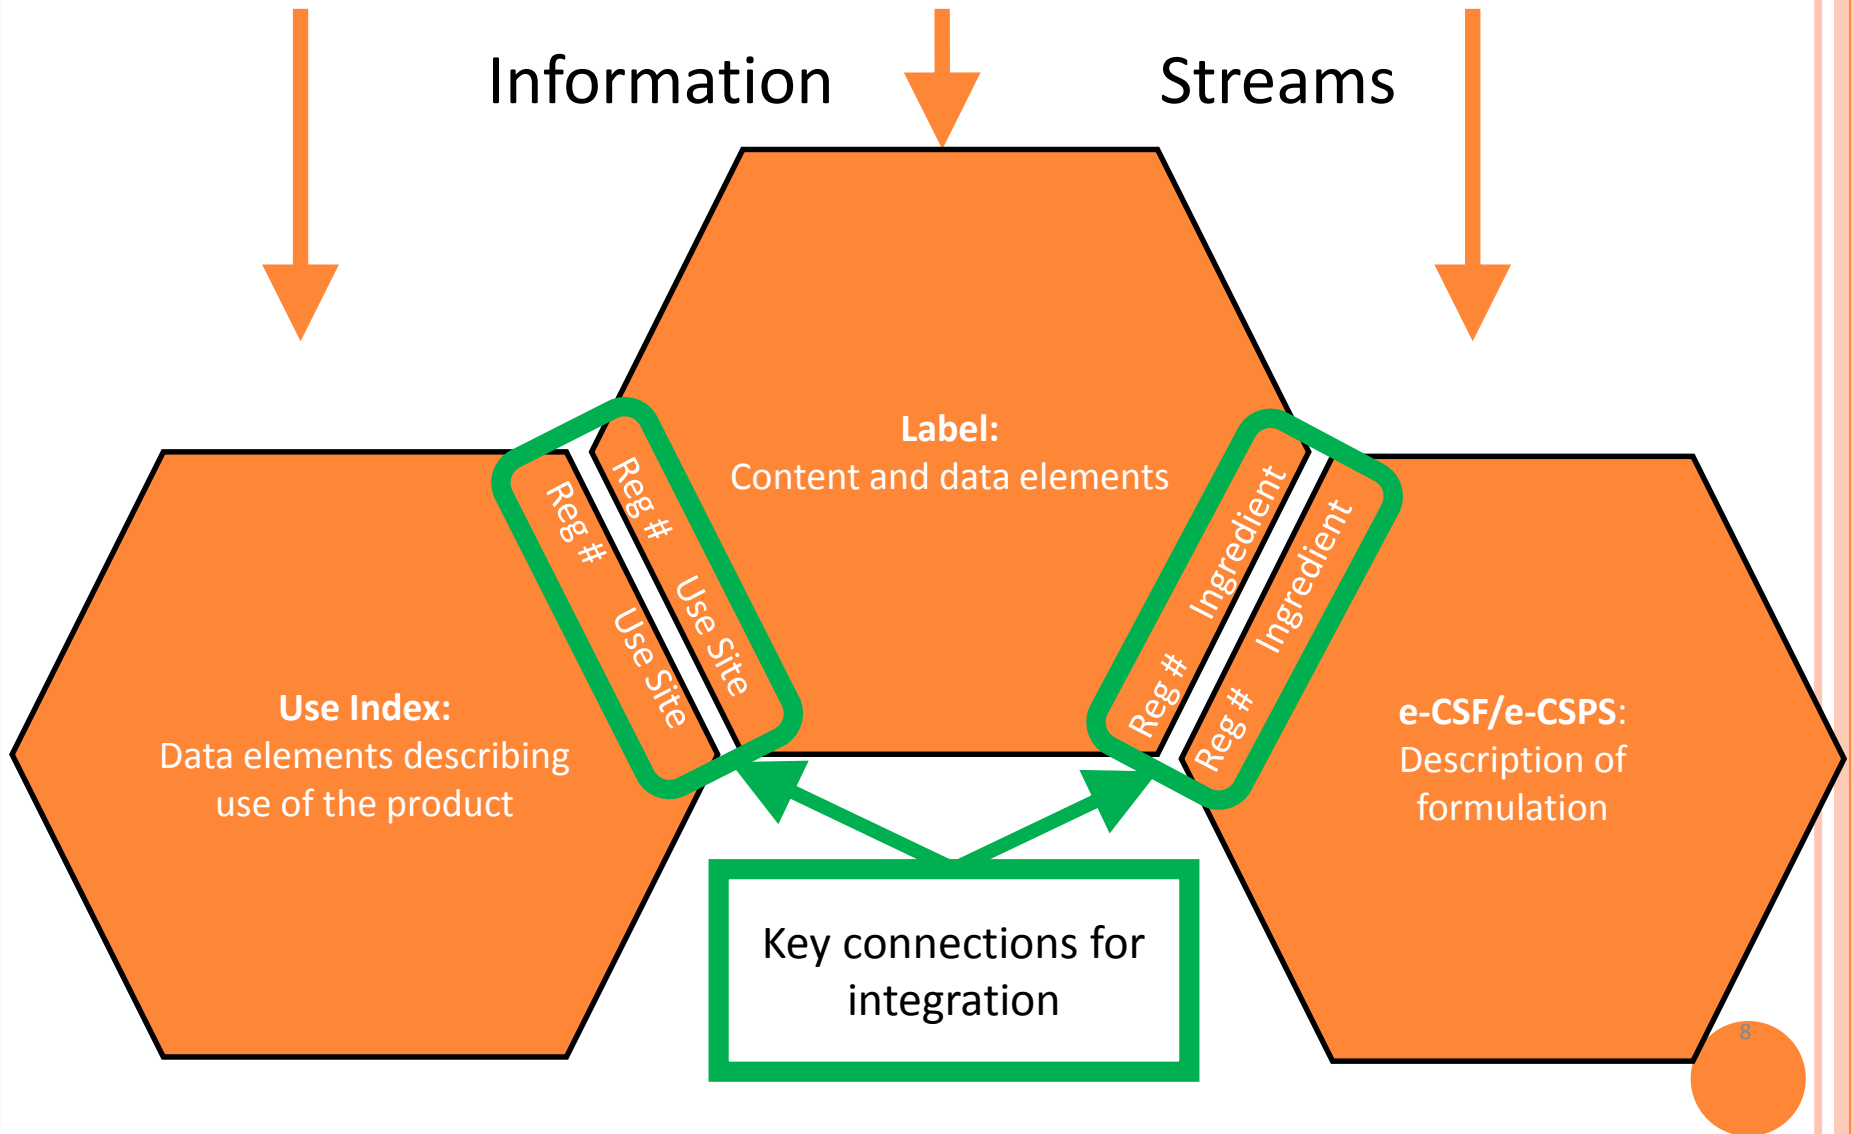 Information Streams
Label:
Content and data elements
Reg # Use Site
Reg # Use Site
Reg # Ingredient
Reg # Ingredient
Use Index:
Data elements describing
use of the product
e-CSF/e-CSPS:
Description of
formulation
Key connections for
integration
8